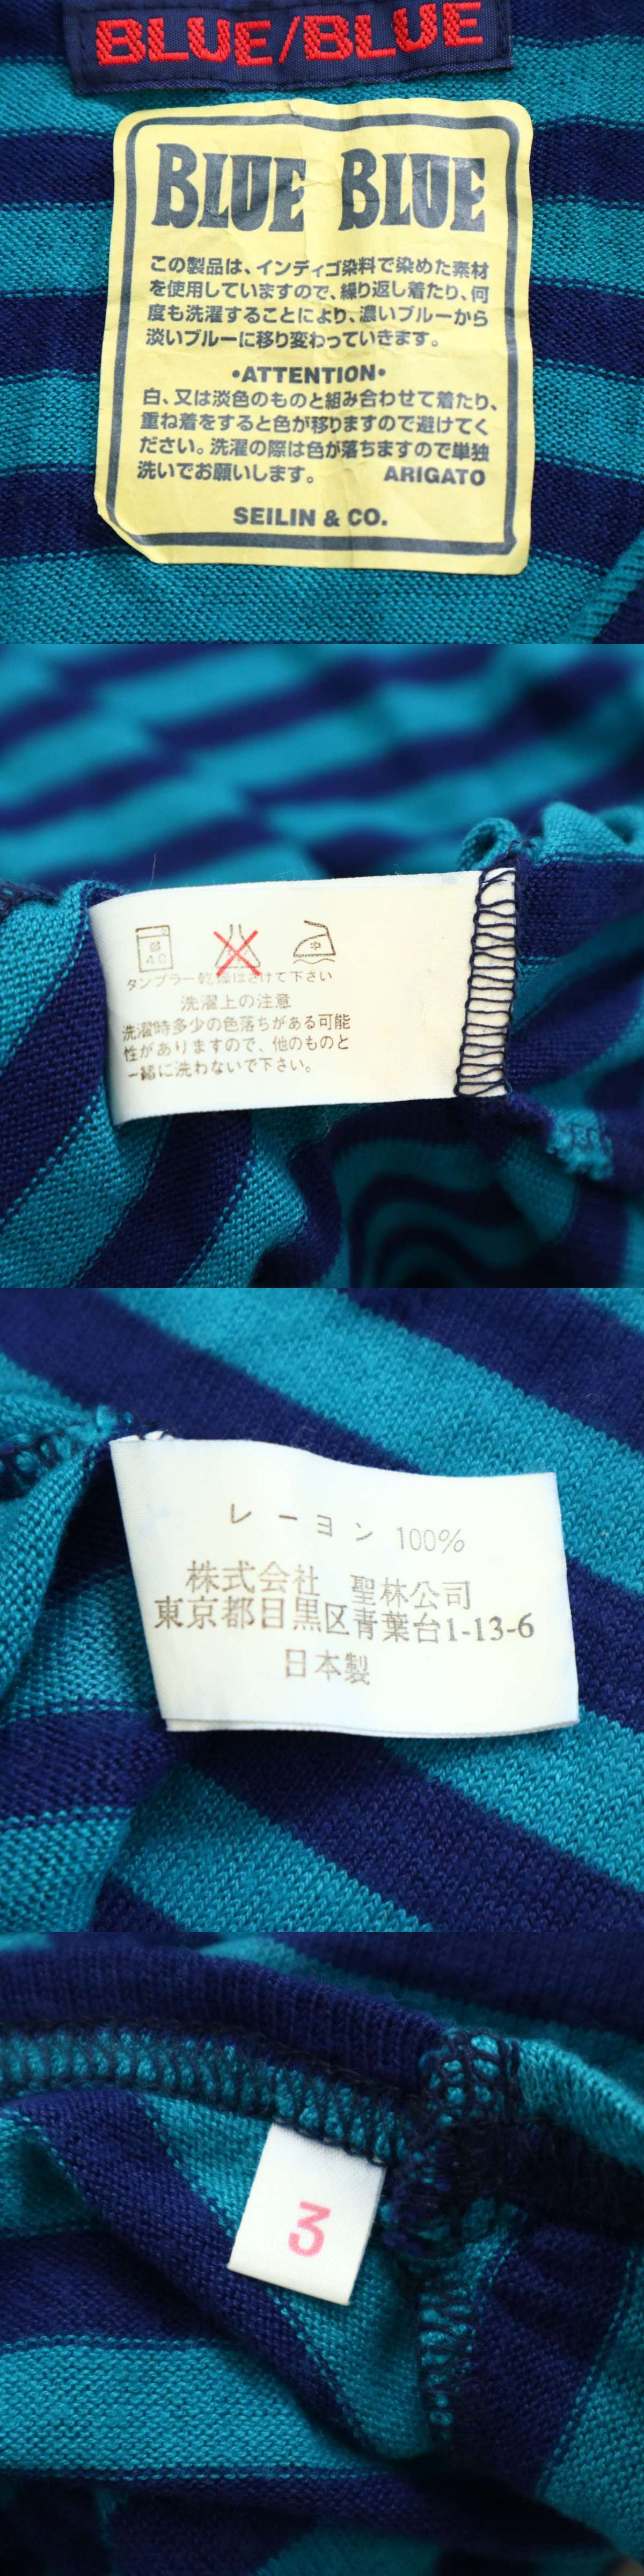 BLUE/BLUE
BLUE BLUE
この製品は、インディゴ染料で染めた素材
を使用していますので、繰り返し着たり、何
度も洗濯することにより、濃いブルーから
淡いブルーに移り変わっていきます。
•ATTENTION•
白、又は淡色のものと組み合わせて着たり、
重ね着をすると色が移りますので避けてく
ださい。洗濯の際は色が落ちますので単独
洗いでお願いします。 ARIGATO
SEILIN & CO.
40 中
タンブラー乾燥はさけて下さい
洗濯上の注意
洗濯時多少の色落ちがある可能
性がありますので、他のものと
一緒に洗わないで下さい。
レーヨン 100%
株式会社 聖林公司
東京都目黒区青葉台1-13-6
日本製
3